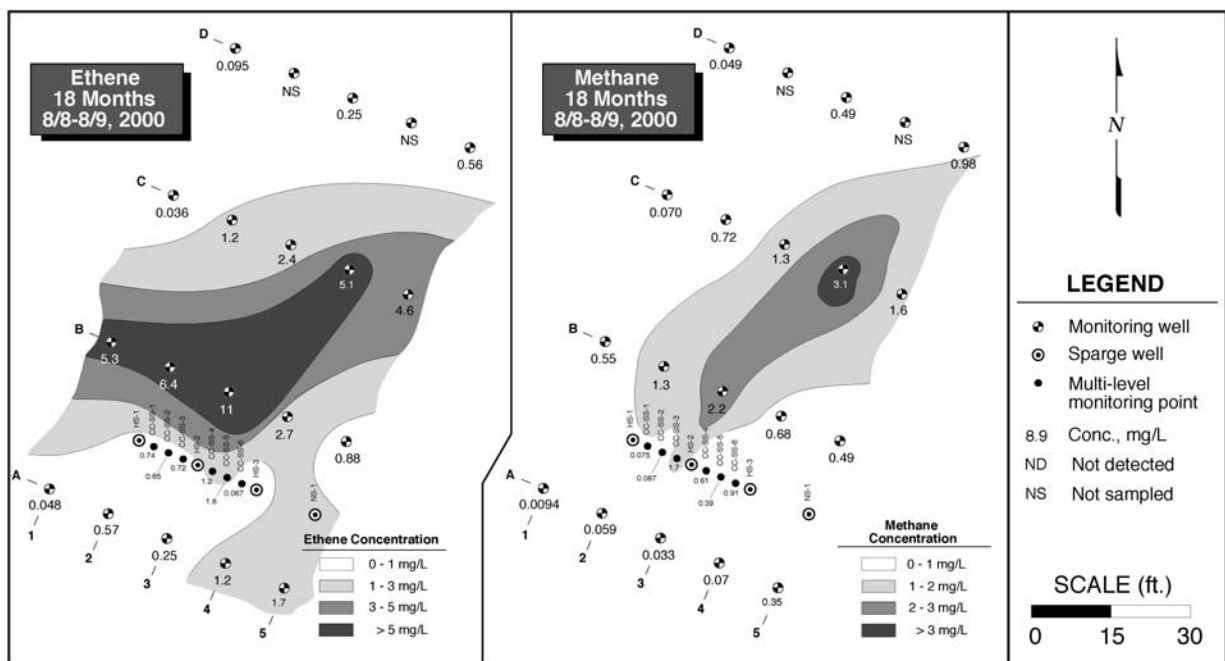 Ethene
18 Months
8/8-8/9, 2000
D
0.095
NS
0.25
NS
0.56
C
0.036
1.2
2.4
5.1
4.6
B
5.3
6.4
11
2.7
0.88
HS-1
CC-SS-1
CC-SS-2
CC-SS-3
HS-2
CC-SS-4
CC-SS-5
CC-SS-6
HS-3
NS-1
0.74
0.65
0.72
1.2
1.8
0.067
A
0.048
0.57
0.25
1.2
1.7
1
2
3
4
5
Ethene Concentration
0 - 1 mg/L
1 - 3 mg/L
3 - 5 mg/L
> 5 mg/L
Methane
18 Months
8/8-8/9, 2000
D
0.049
NS
0.49
NS
0.98
C
0.070
0.72
1.3
3.1
1.6
B
0.55
1.3
2.2
0.68
0.49
HS-1
CC-SS-1
CC-SS-2
CC-SS-3
HS-2
CC-SS-4
CC-SS-5
CC-SS-6
HS-3
NS-1
0.075
0.087
1.7
0.61
0.39
0.91
A
0.0094
0.059
0.033
0.07
0.35
1
2
3
4
5
Methane
Concentration
0 - 1 mg/L
1 - 2 mg/L
2 - 3 mg/L
> 3 mg/L
N
LEGEND
Monitoring well
Sparge well
Multi-level
monitoring point
8.9 Conc., mg/L
ND Not detected
NS Not sampled
SCALE (ft.)
0 15 30